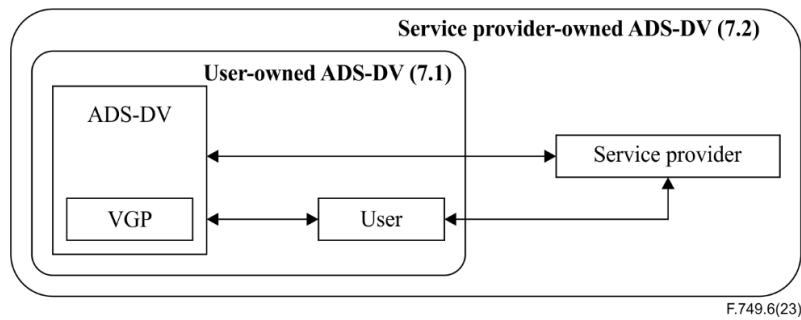 Service provider-owned ADS-DV (7.2)
User-owned ADS-DV (7.1)
ADS-DV
Service provider
VGP
User
F.749.6(23)